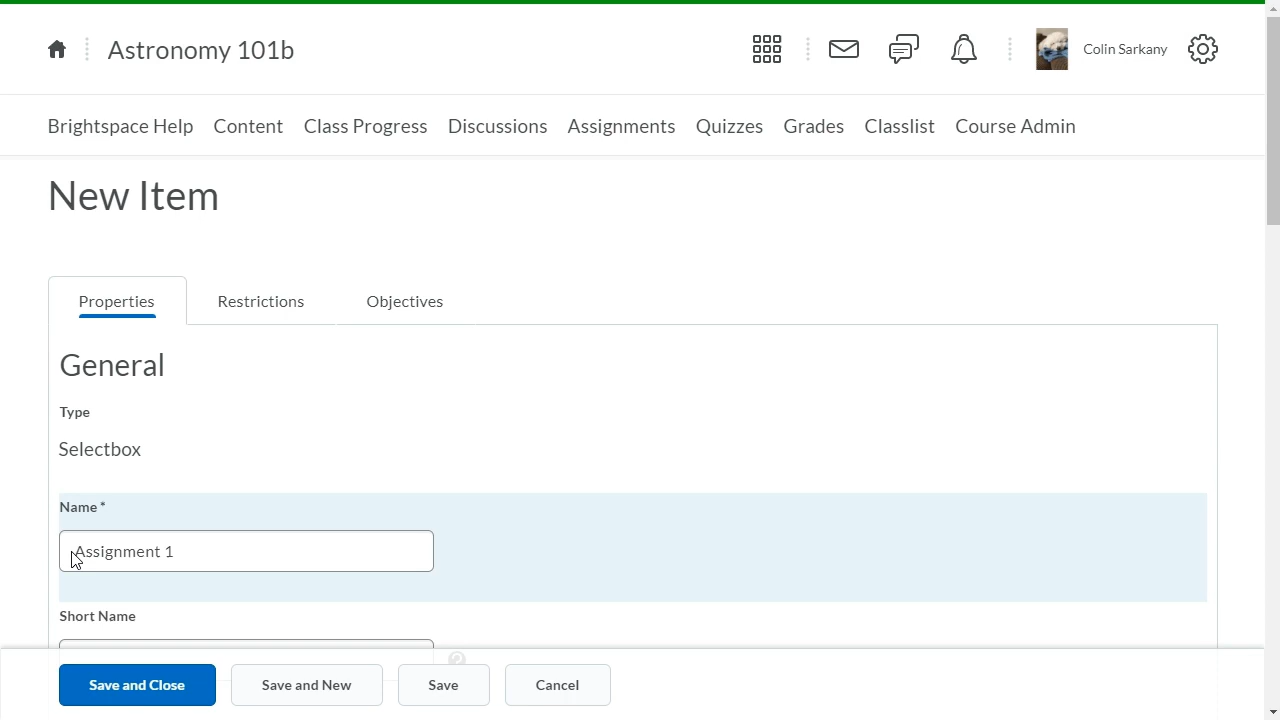 Astronomy 101b
Colin Sarkany
Brightspace Help Content Class Progress Discussions Assignments Quizzes Grades Classlist Course Admin
New Item
Properties Restrictions Objectives
General
Type
Selectbox
Name *
Assignment 1
Short Name
Save and Close Save and New Save Cancel